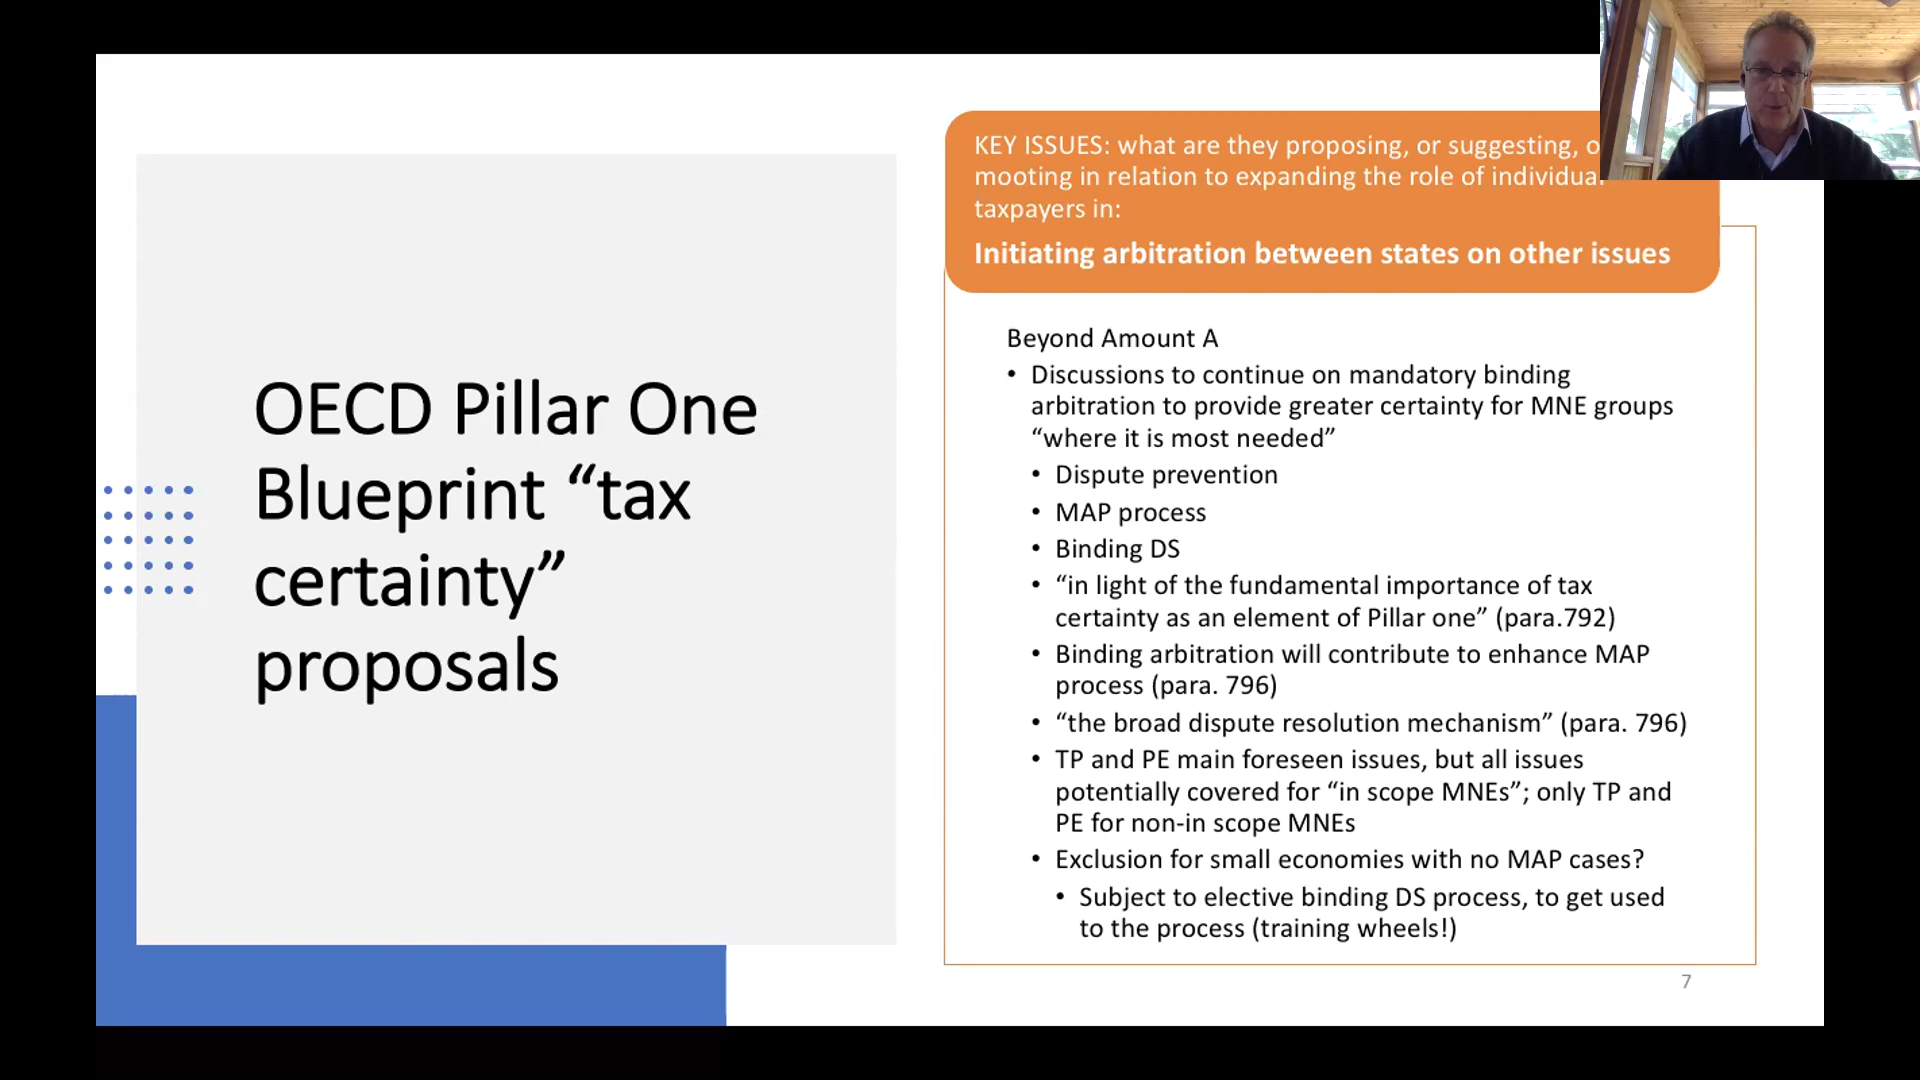 OECD Pillar One
Blueprint “tax
certainty”
proposals
KEY ISSUES: what are they proposing, or suggesting,
mooting in relation to expanding the role of individual
taxpayers in:
Initiating arbitration between states on other issues
Beyond Amount A
• Discussions to continue on mandatory binding
arbitration to provide greater certainty for MNE groups
“where it is most needed”
• Dispute prevention
• MAP process
• Binding DS
• “in light of the fundamental importance of tax
certainty as an element of Pillar one” (para.792)
• Binding arbitration will contribute to enhance MAP
process (para. 796)
• “the broad dispute resolution mechanism” (para. 796)
• TP and PE main foreseen issues, but all issues
potentially covered for “in scope MNEs”; only TP and
PE for non-in scope MNEs
• Exclusion for small economies with no MAP cases?
• Subject to elective binding DS process, to get used
to the process (training wheels!)
7